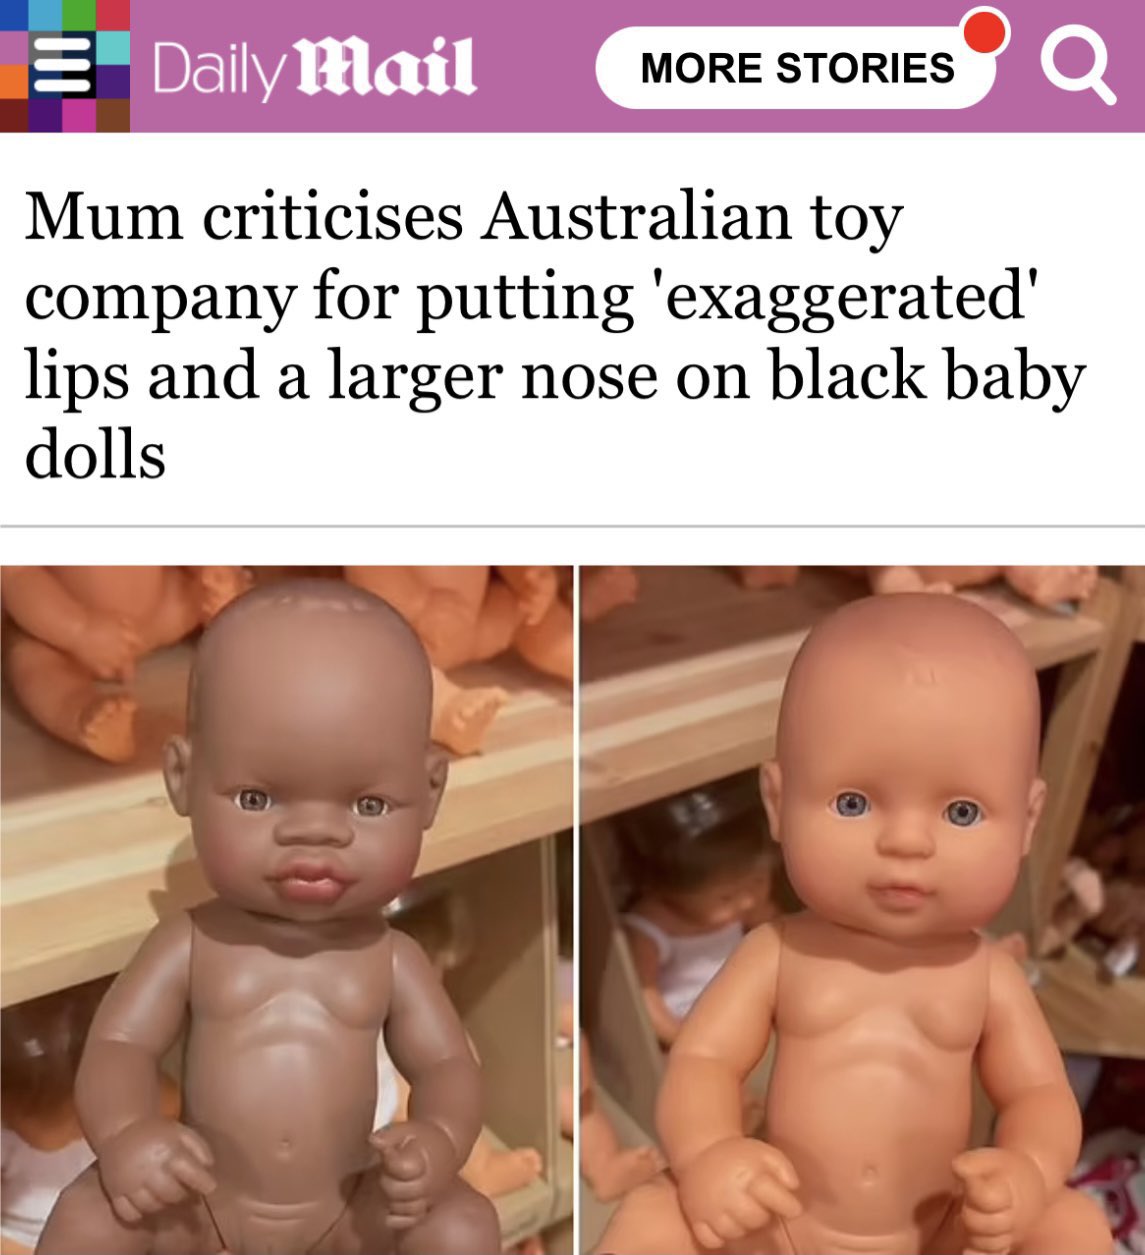 Daily Mail
MORE STORIES
Mum criticises Australian toy
company for putting 'exaggerated'
lips and a larger nose on black baby
dolls